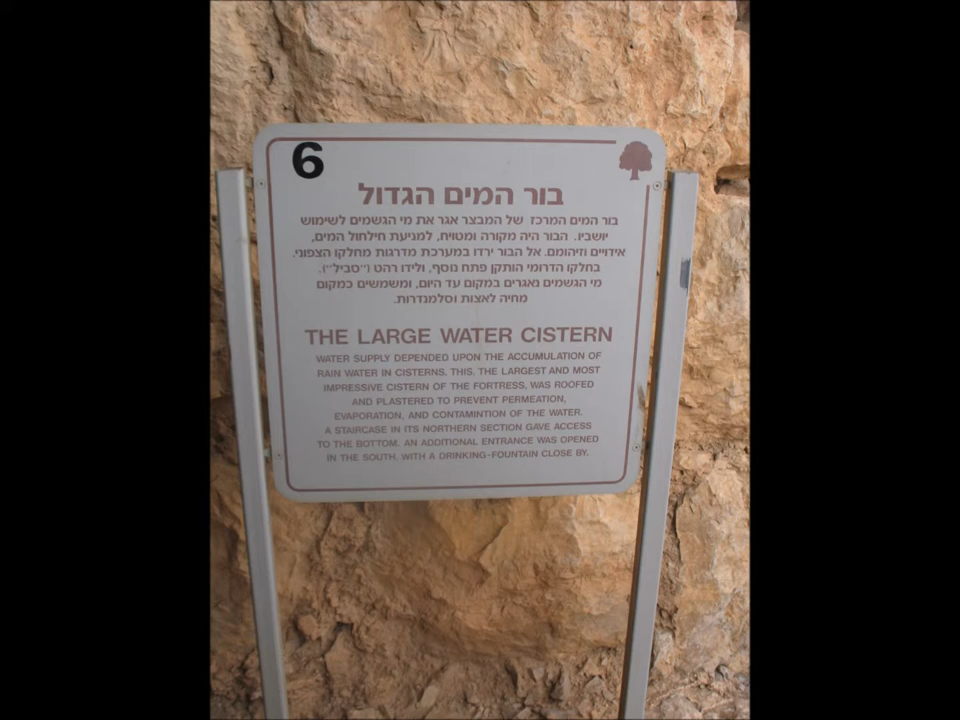 6
בור המים הגדול
בור המים המרכזי של המבצר אגר את מי הגשמים לשימוש
יושביו. הבור היה מקורה ומטויח, למניעת חילחול המים,
אידויים וזיהומם. אל הבור ירדו במערכת מדרגות מחלקו הצפוני.
בחלקו הדרומי הותקן פתח נוסף, ולידו רהט (״סביל״).
מי הגשמים נאגרים במקום עד היום, ומשמשים כמקום
מחיה לאצות וסלמנדרות.
THE LARGE WATER CISTERN
WATER SUPPLY DEPENDED UPON THE ACCUMULATION OF
RAIN WATER IN CISTERNS. THIS, THE LARGEST AND MOST
IMPRESSIVE CISTERN OF THE FORTRESS, WAS ROOFED
AND PLASTERED TO PREVENT PERMEATION,
EVAPORATION, AND CONTAMINTION OF THE WATER.
A STAIRCASE IN ITS NORTHERN SECTION GAVE ACCESS
TO THE BOTTOM. AN ADDITIONAL ENTRANCE WAS OPENED
IN THE SOUTH, WITH A DRINKING-FOUNTAIN CLOSE BY.